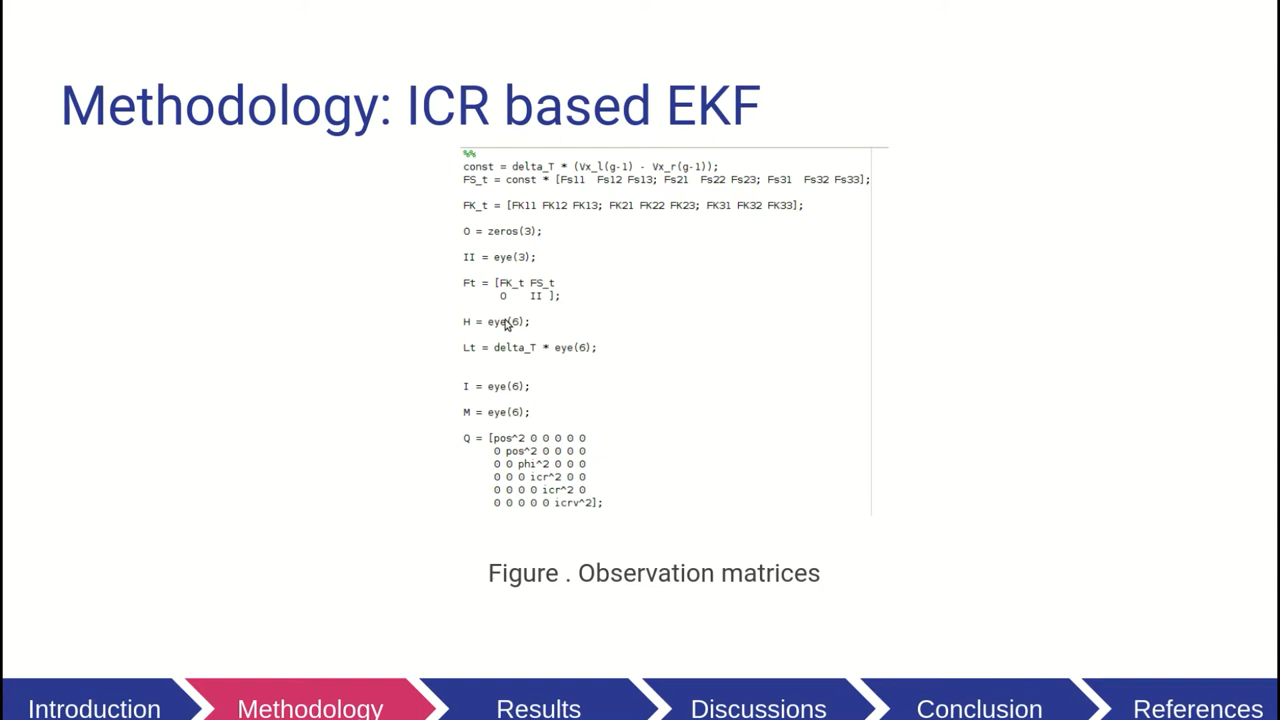 Methodology: ICR based EKF
%%
const = delta_T * (Vx_l(g-1) - Vx_r(g-1));
FS_t = const * [Fs11 Fs12 Fs13; Fs21 Fs22 Fs23; Fs31 Fs32 Fs33];
FK_t = [FK11 FK12 FK13; FK21 FK22 FK23; FK31 FK32 FK33];
O = zeros(3);
II = eye(3);
Ft = [FK_t FS_t
O II ];
H = eye(6);
Lt = delta_T * eye(6);
I = eye(6);
M = eye(6);
Q = [pos^2 0 0 0 0 0
0 pos^2 0 0 0 0
0 0 phi^2 0 0 0
0 0 0 icr^2 0 0
0 0 0 0 icr^2 0
0 0 0 0 0 icrv^2];
Figure . Observation matrices
Introduction Methodology Results Discussions Conclusion References